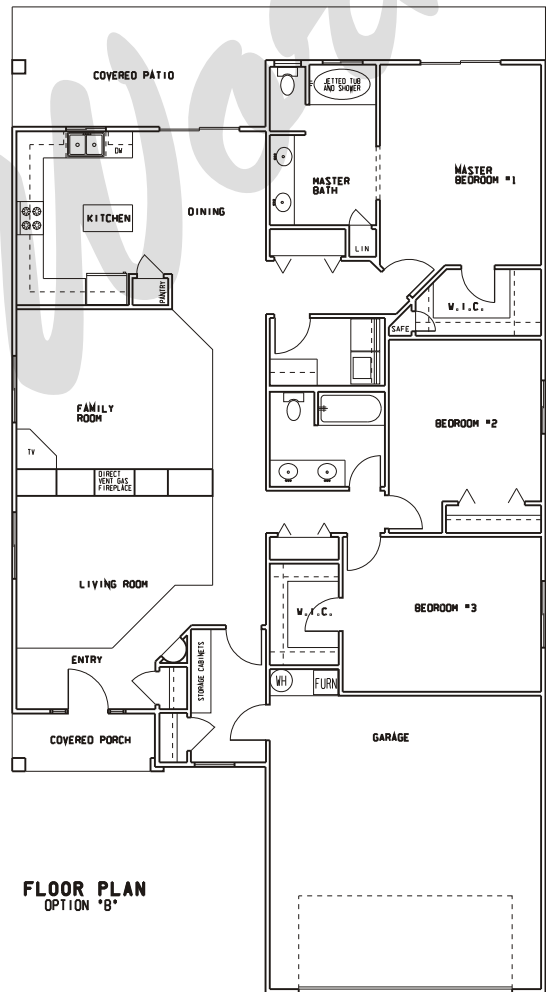 COVERED PATIO
JETTED TUB
AND SHOWER
MASTER
BATH
MASTER
BEDROOM #1
DW
KITCHEN
DINING
LIN
PANTRY
W.I.C.
SAFE
FAMILY
ROOM
BEDROOM #2
TV
DIRECT
VENT GAS
FIREPLACE
LIVING ROOM
W.I.C.
BEDROOM #3
ENTRY
STORAGE CABINETS
WH
FURN
COVERED PORCH
GARAGE
FLOOR PLAN
OPTION "B"